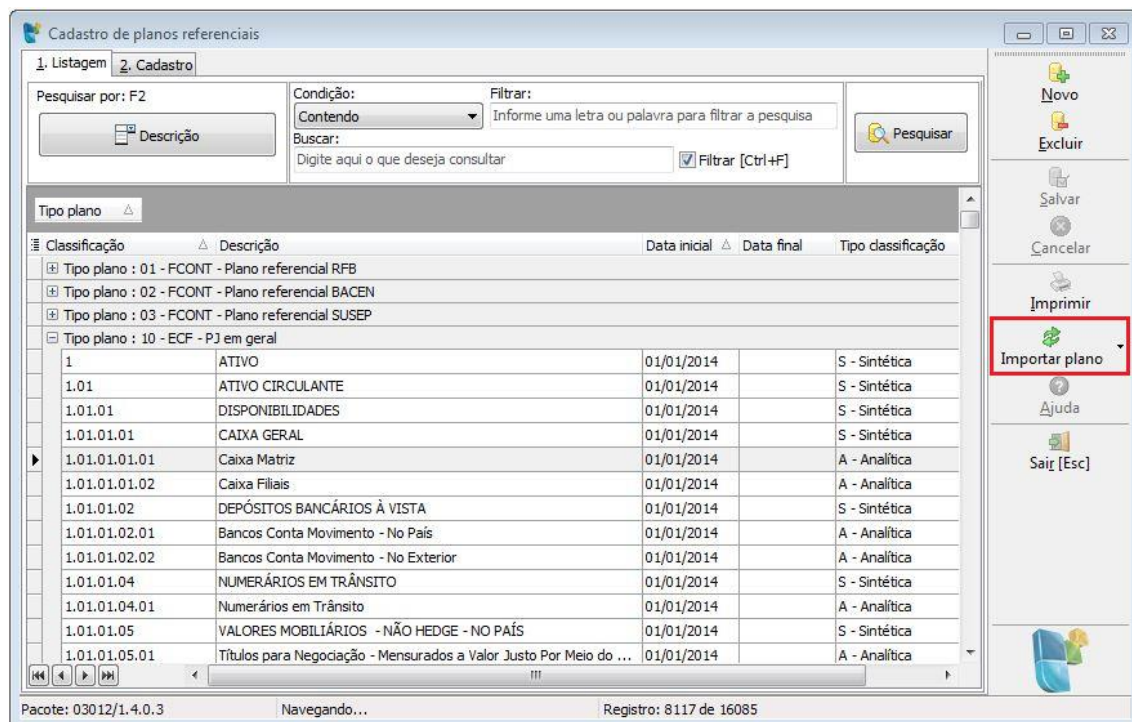 Cadastro de planos referenciais
1. Listagem 2. Cadastro
Pesquisar por: F2
Descrição
Condição: Filtrar:
Contendo Informe uma letra ou palavra para filtrar a pesquisa
Buscar:
Digite aqui o que deseja consultar Filtrar [Ctrl+F]
Pesquisar
Tipo plano
Classificação Descrição Data inicial Data final Tipo classificação
Tipo plano : 01 - FCONT - Plano referencial RFB
Tipo plano : 02 - FCONT - Plano referencial BACEN
Tipo plano : 03 - FCONT - Plano referencial SUSEP
Tipo plano : 10 - ECF - PJ em geral
1 ATIVO 01/01/2014 S - Sintética
1.01 ATIVO CIRCULANTE 01/01/2014 S - Sintética
1.01.01 DISPONIBILIDADES 01/01/2014 S - Sintética
1.01.01.01 CAIXA GERAL 01/01/2014 S - Sintética
1.01.01.01.01 Caixa Matriz 01/01/2014 A - Analítica
1.01.01.01.02 Caixa Filiais 01/01/2014 A - Analítica
1.01.01.02 DEPÓSITOS BANCÁRIOS À VISTA 01/01/2014 S - Sintética
1.01.01.02.01 Bancos Conta Movimento - No País 01/01/2014 A - Analítica
1.01.01.02.02 Bancos Conta Movimento - No Exterior 01/01/2014 A - Analítica
1.01.01.04 NUMERÁRIOS EM TRÂNSITO 01/01/2014 S - Sintética
1.01.01.04.01 Numerários em Trânsito 01/01/2014 A - Analítica
1.01.01.05 VALORES MOBILIÁRIOS - NÃO HEDGE - NO PAÍS 01/01/2014 S - Sintética
1.01.01.05.01 Títulos para Negociação - Mensurados a Valor Justo Por Meio do ... 01/01/2014 A - Analítica
Novo
Excluir
Salvar
Cancelar
Imprimir
Importar plano
Ajuda
Sair [Esc]
Pacote: 03012/1.4.0.3 Navegando... Registro: 8117 de 16085